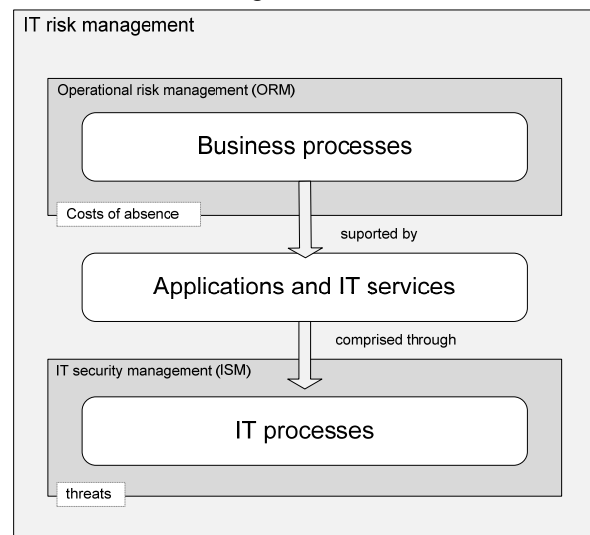 IT risk management
Operational risk management (ORM)
Business processes
Costs of absence
suported by
Applications and IT services
comprised through
IT security management (ISM)
IT processes
threats